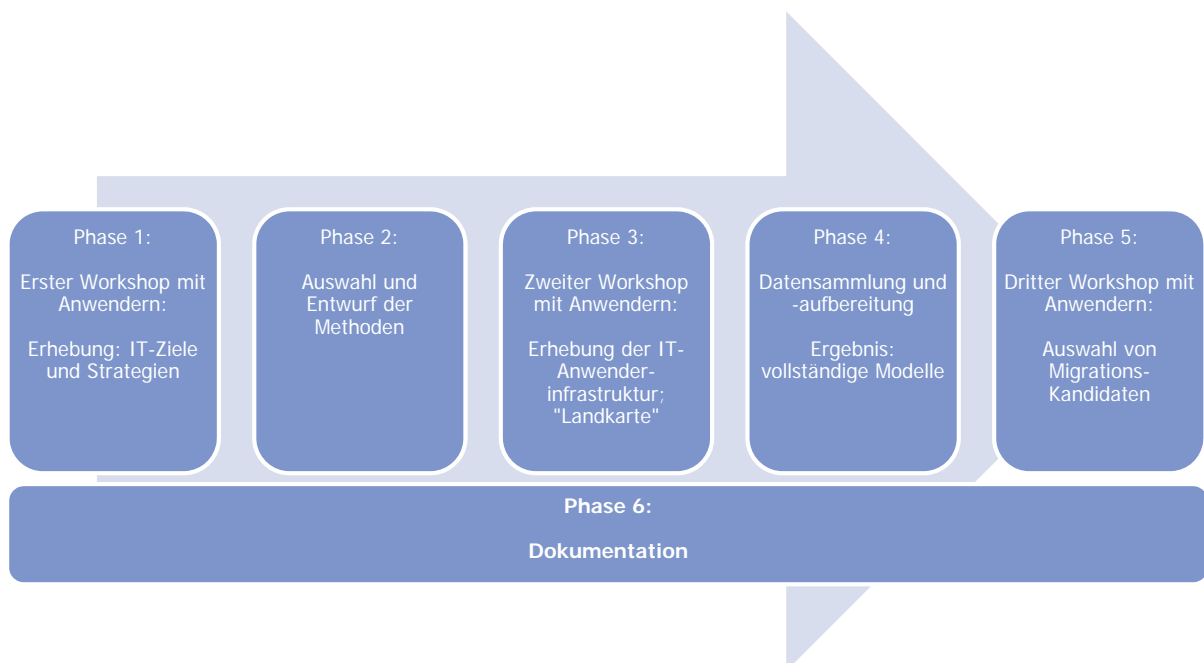 Phase 1:
Erster Workshop mit
Anwendern:
Erhebung: IT-Ziele
und Strategien
Phase 2:
Auswahl und
Entwurf der
Methoden
Phase 3:
Zweiter Workshop
mit Anwendern:
Erhebung der IT-
Anwender-
infrastruktur;
"Landkarte"
Phase 4:
Datensammlung und
-aufbereitung
Ergebnis:
vollständige Modelle
Phase 5:
Dritter Workshop mit
Anwendern:
Auswahl von
Migrations-
Kandidaten
Phase 6:
Dokumentation